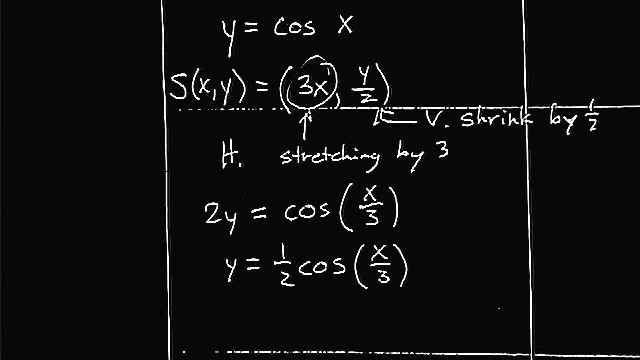 y = cos x
S(x,y) = (3x, y/2)
V. shrink by 1/2
H. stretching by 3
2y = cos(x/3)
y = 1/2 cos(x/3)